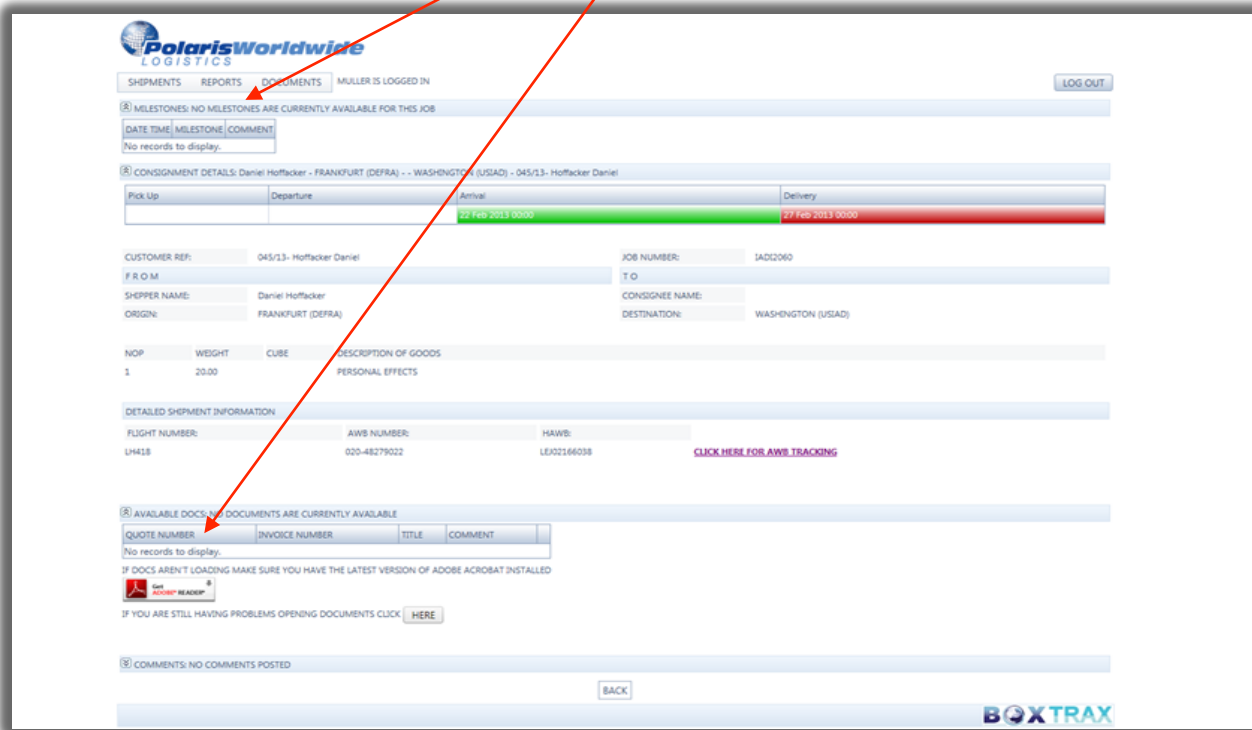 PolarisWorldwide
LOGISTICS
SHIPMENTS REPORTS DOCUMENTS MULLER IS LOGGED IN LOG OUT
MILESTONES: NO MILESTONES ARE CURRENTLY AVAILABLE FOR THIS JOB
DATE TIME MILESTONE COMMENT
No records to display.
CONSIGNMENT DETAILS: Daniel Hoffacker - FRANKFURT (DEFRA) - - WASHINGTON (USIAD) - 045/13- Hoffacker Daniel
Pick Up Departure Arrival Delivery
22 Feb 2013 00:00 27 Feb 2013 00:00
CUSTOMER REF: 045/13- Hoffacker Daniel JOB NUMBER: IADI2060
FROM TO
SHIPPER NAME: Daniel Hoffacker CONSIGNEE NAME:
ORIGIN: FRANKFURT (DEFRA) DESTINATION: WASHINGTON (USIAD)
NOP WEIGHT CUBE DESCRIPTION OF GOODS
1 20.00 PERSONAL EFFECTS
DETAILED SHIPMENT INFORMATION
FLIGHT NUMBER: AWB NUMBER: HAWB:
LH418 020-48279022 LEJ02166038 CLICK HERE FOR AWB TRACKING
AVAILABLE DOCS: NO DOCUMENTS ARE CURRENTLY AVAILABLE
QUOTE NUMBER INVOICE NUMBER TITLE COMMENT
No records to display.
IF DOCS AREN'T LOADING MAKE SURE YOU HAVE THE LATEST VERSION OF ADOBE ACROBAT INSTALLED
Get
ADOBE® READER®
IF YOU ARE STILL HAVING PROBLEMS OPENING DOCUMENTS CLICK HERE
COMMENTS: NO COMMENTS POSTED
BACK
BOXTRAX